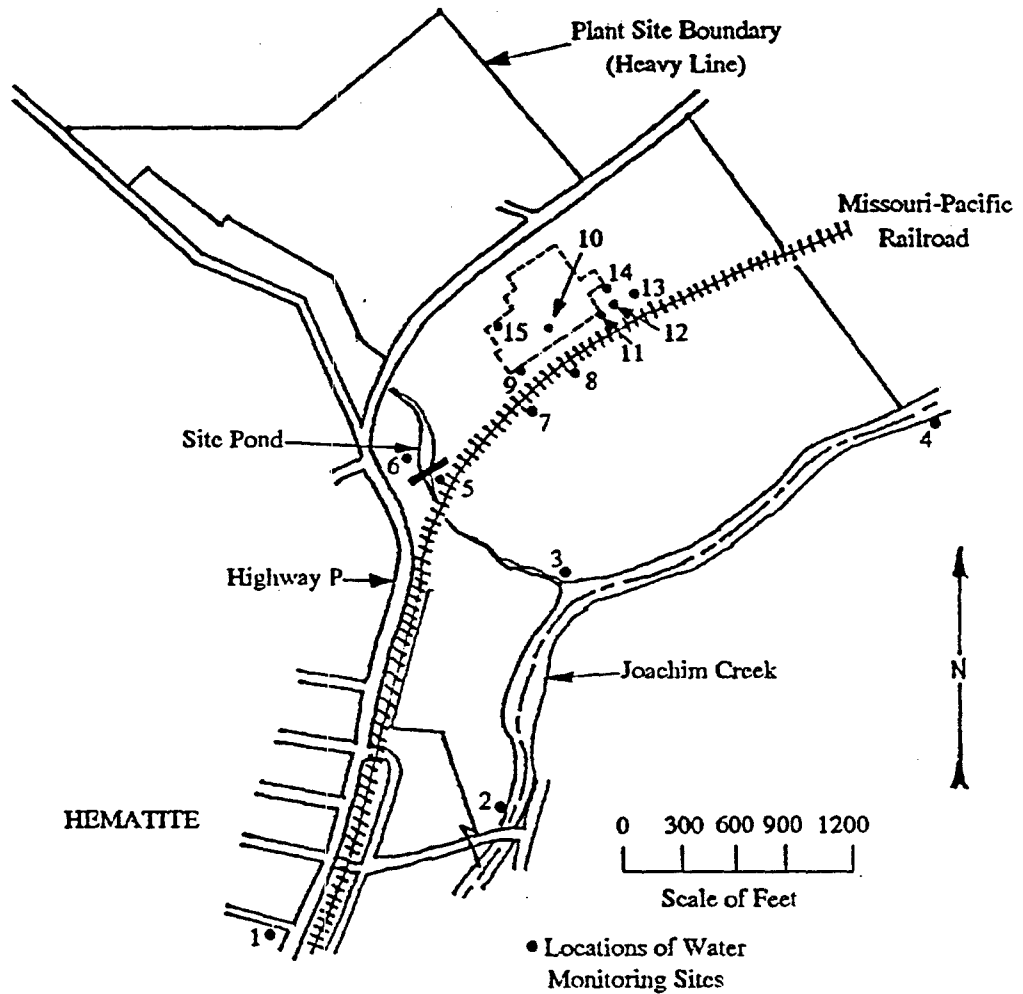 Plant Site Boundary
(Heavy Line)
Missouri-Pacific
Railroad
10
14
13
15
12
11
9
8
7
Site Pond
6
5
4
3
Highway P
N
Joachim Creek
2
HEMATITE
0 300 600 900 1200
Scale of Feet
1
Locations of Water
Monitoring Sites